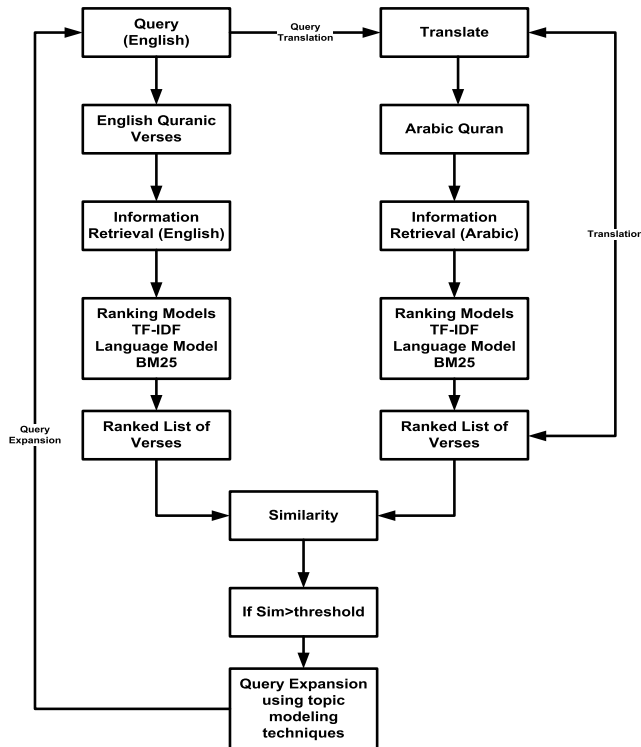 Query
(English)
Query
Translation
Translate
English Quranic
Verses
Arabic Quran
Information
Retrieval (English)
Information
Retrieval (Arabic)
Translation
Ranking Models
TF-IDF
Language Model
BM25
Ranking Models
TF-IDF
Language Model
BM25
Query
Expansion
Ranked List of
Verses
Ranked List of
Verses
Similarity
If Sim>threshold
Query Expansion
using topic
modeling
techniques